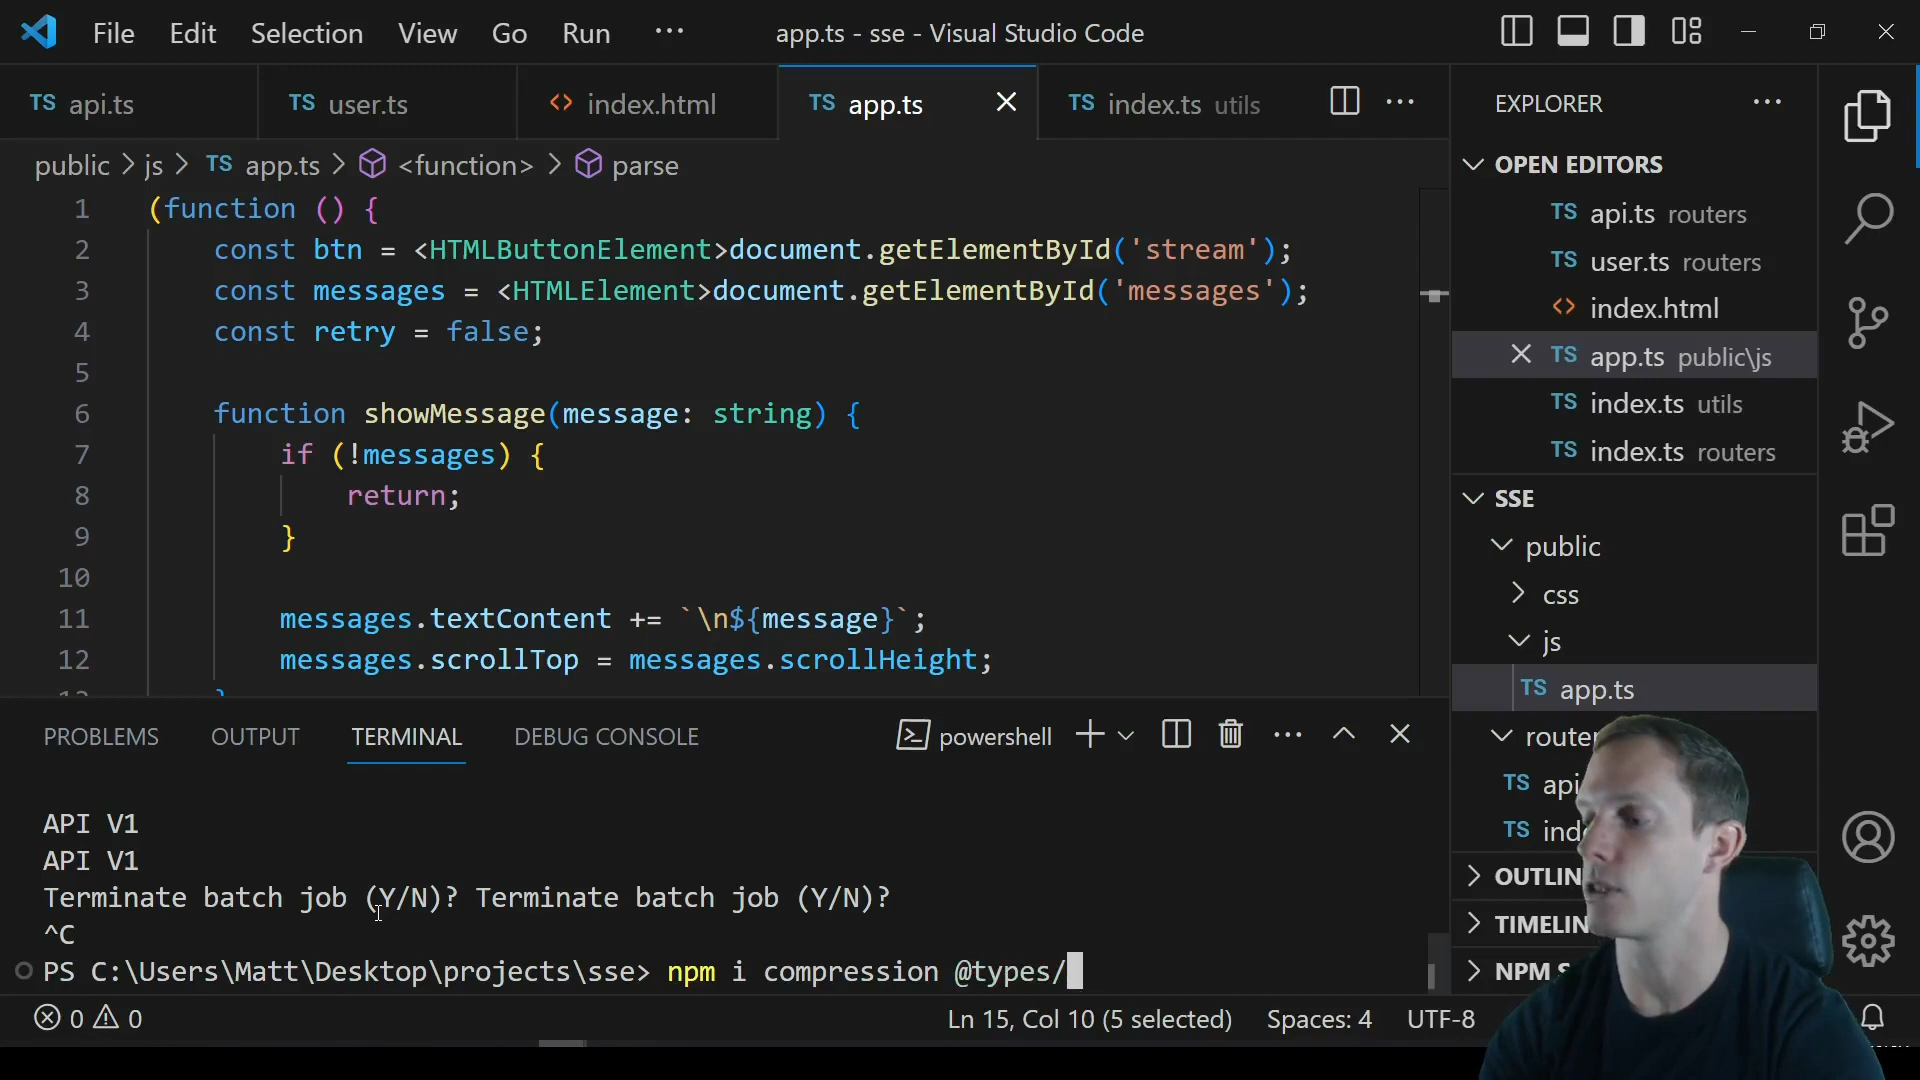 File Edit Selection View Go Run ··· app.ts - sse - Visual Studio Code
TS api.ts TS user.ts <> index.html TS app.ts TS index.ts utils
public > js > TS app.ts > <function> > parse
1 (function () {
2 const btn = <HTMLButtonElement>document.getElementById('stream');
3 const messages = <HTMLElement>document.getElementById('messages');
4 const retry = false;
5
6 function showMessage(message: string) {
7 if (!messages) {
8 return;
9 }
10
11 messages.textContent += `\n${message}`;
12 messages.scrollTop = messages.scrollHeight;
PROBLEMS OUTPUT TERMINAL DEBUG CONSOLE powershell
API V1
API V1
Terminate batch job (Y/N)? Terminate batch job (Y/N)?
^C
PS C:\Users\Matt\Desktop\projects\sse> npm i compression @types/
0 0 Ln 15, Col 10 (5 selected) Spaces: 4 UTF-8
EXPLORER
OPEN EDITORS
TS api.ts routers
TS user.ts routers
<> index.html
TS app.ts public\js
TS index.ts utils
TS index.ts routers
SSE
public
css
js
TS app.ts
TS
TS